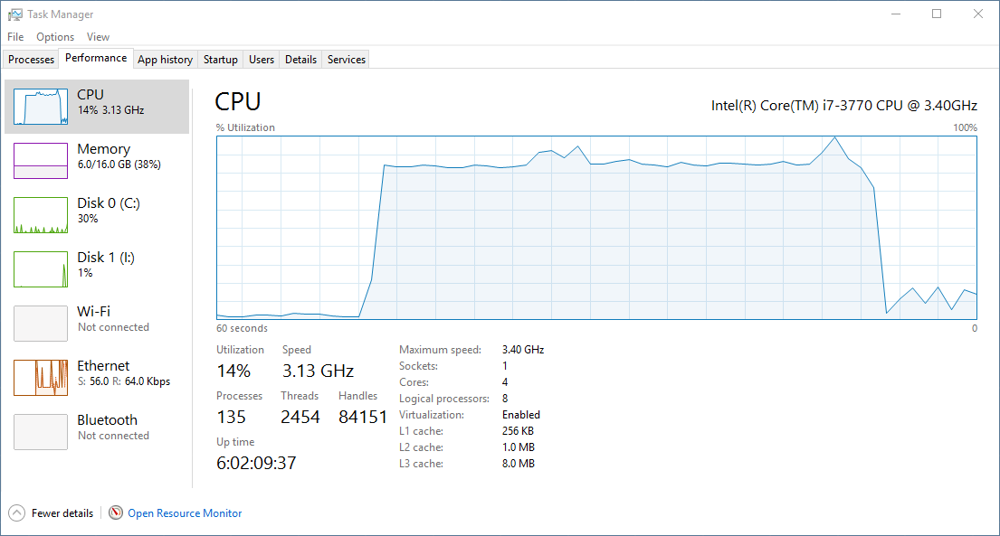 Task Manager
File Options View
Processes Performance App history Startup Users Details Services
CPU
14% 3.13 GHz
Memory
6.0/16.0 GB (38%)
Disk 0 (C:)
30%
Disk 1 (I:)
1%
Wi-Fi
Not connected
Ethernet
S: 56.0 R: 64.0 Kbps
Bluetooth
Not connected
CPU Intel(R) Core(TM) i7-3770 CPU @ 3.40GHz
% Utilization 100%
60 seconds 0
Utilization Speed
14% 3.13 GHz
Processes Threads Handles
135 2454 84151
Up time
6:02:09:37
Maximum speed: 3.40 GHz
Sockets: 1
Cores: 4
Logical processors: 8
Virtualization: Enabled
L1 cache: 256 KB
L2 cache: 1.0 MB
L3 cache: 8.0 MB
Fewer details Open Resource Monitor